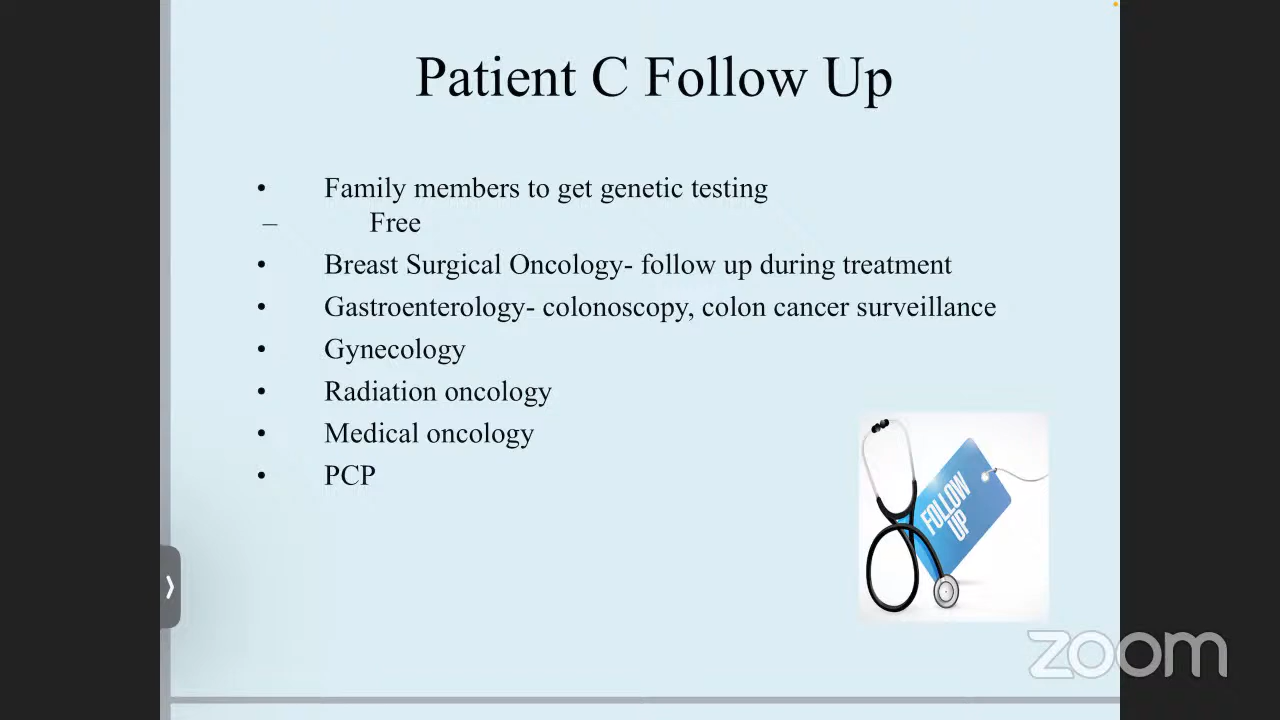 Patient C Follow Up
• Family members to get genetic testing
– Free
• Breast Surgical Oncology- follow up during treatment
• Gastroenterology- colonoscopy, colon cancer surveillance
• Gynecology
• Radiation oncology
• Medical oncology
• PCP
FOLLOW
UP
zoom